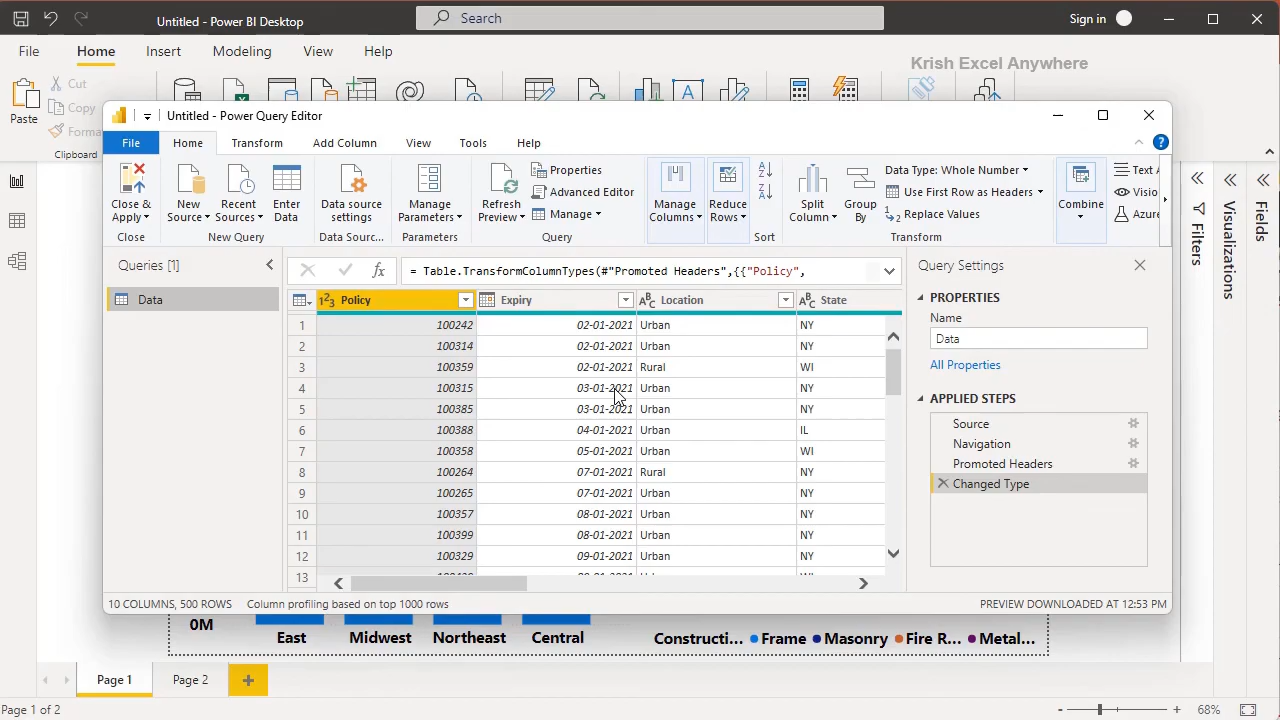 Untitled - Power BI Desktop
Search
Sign in
File
Home
Insert
Modeling
View
Help
Krish Excel Anywhere
Paste
Cut
Copy
Forma
Clipboard
Untitled - Power Query Editor
File
Home
Transform
Add Column
View
Tools
Help
Close & Apply
Close
New Source
Recent Sources
Enter Data
New Query
Data source settings
Data Sourc...
Manage Parameters
Parameters
Refresh Preview
Properties
Advanced Editor
Manage
Query
Manage Columns
Reduce Rows
Sort
Split Column
Group By
Data Type: Whole Number
Use First Row as Headers
Replace Values
Transform
Combine
Text A
Visio
Azure
Queries [1]
Data
fx = Table.TransformColumnTypes(#"Promoted Headers",{{"Policy",
Policy Expiry Location State
1 100242 02-01-2021 Urban NY
2 100314 02-01-2021 Urban NY
3 100359 02-01-2021 Rural WI
4 100315 03-01-2021 Urban NY
5 100385 03-01-2021 Urban NY
6 100388 04-01-2021 Urban IL
7 100358 05-01-2021 Urban WI
8 100264 07-01-2021 Rural NY
9 100265 07-01-2021 Urban NY
10 100357 08-01-2021 Urban NY
11 100399 08-01-2021 Urban NY
12 100329 09-01-2021 Urban NY
13
Query Settings
PROPERTIES
Name
Data
All Properties
APPLIED STEPS
Source
Navigation
Promoted Headers
Changed Type
10 COLUMNS, 500 ROWS Column profiling based on top 1000 rows
PREVIEW DOWNLOADED AT 12:53 PM
Filters
Visualizations
Fields
0M
East Midwest Northeast Central
Constructi... Frame Masonry Fire R... Metal...
Page 1
Page 2
Page 1 of 2
68%